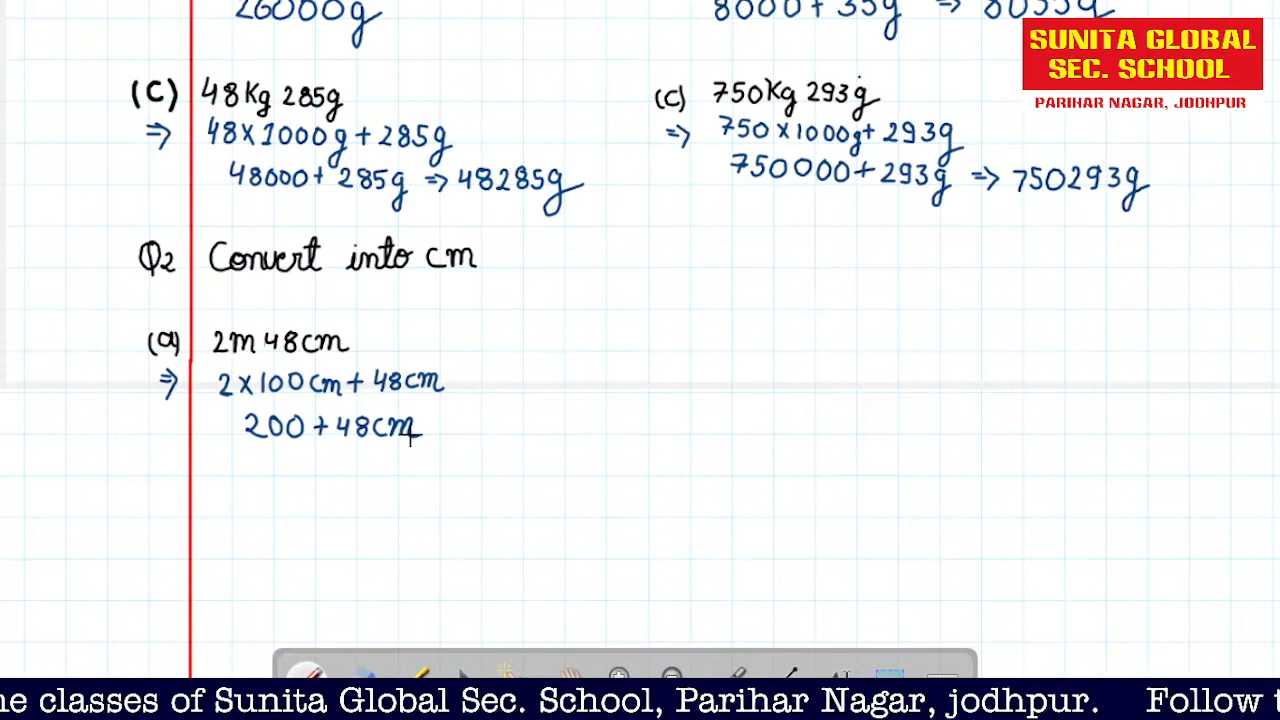 26000g
8000 + 35g ⇒ 8035g
SUNITA GLOBAL
SEC. SCHOOL
PARIHAR NAGAR, JODHPUR
(C) 48Kg 285g
⇒ 48×1000g + 285g
48000 + 285g ⇒ 48285g
(c) 750Kg 293g
⇒ 750×1000g + 293g
750000 + 293g ⇒ 750293g
Q2 Convert into cm
(a) 2m 48cm
⇒ 2×100cm + 48cm
200 + 48cm
ne classes of Sunita Global Sec. School, Parihar Nagar, jodhpur. Follow t